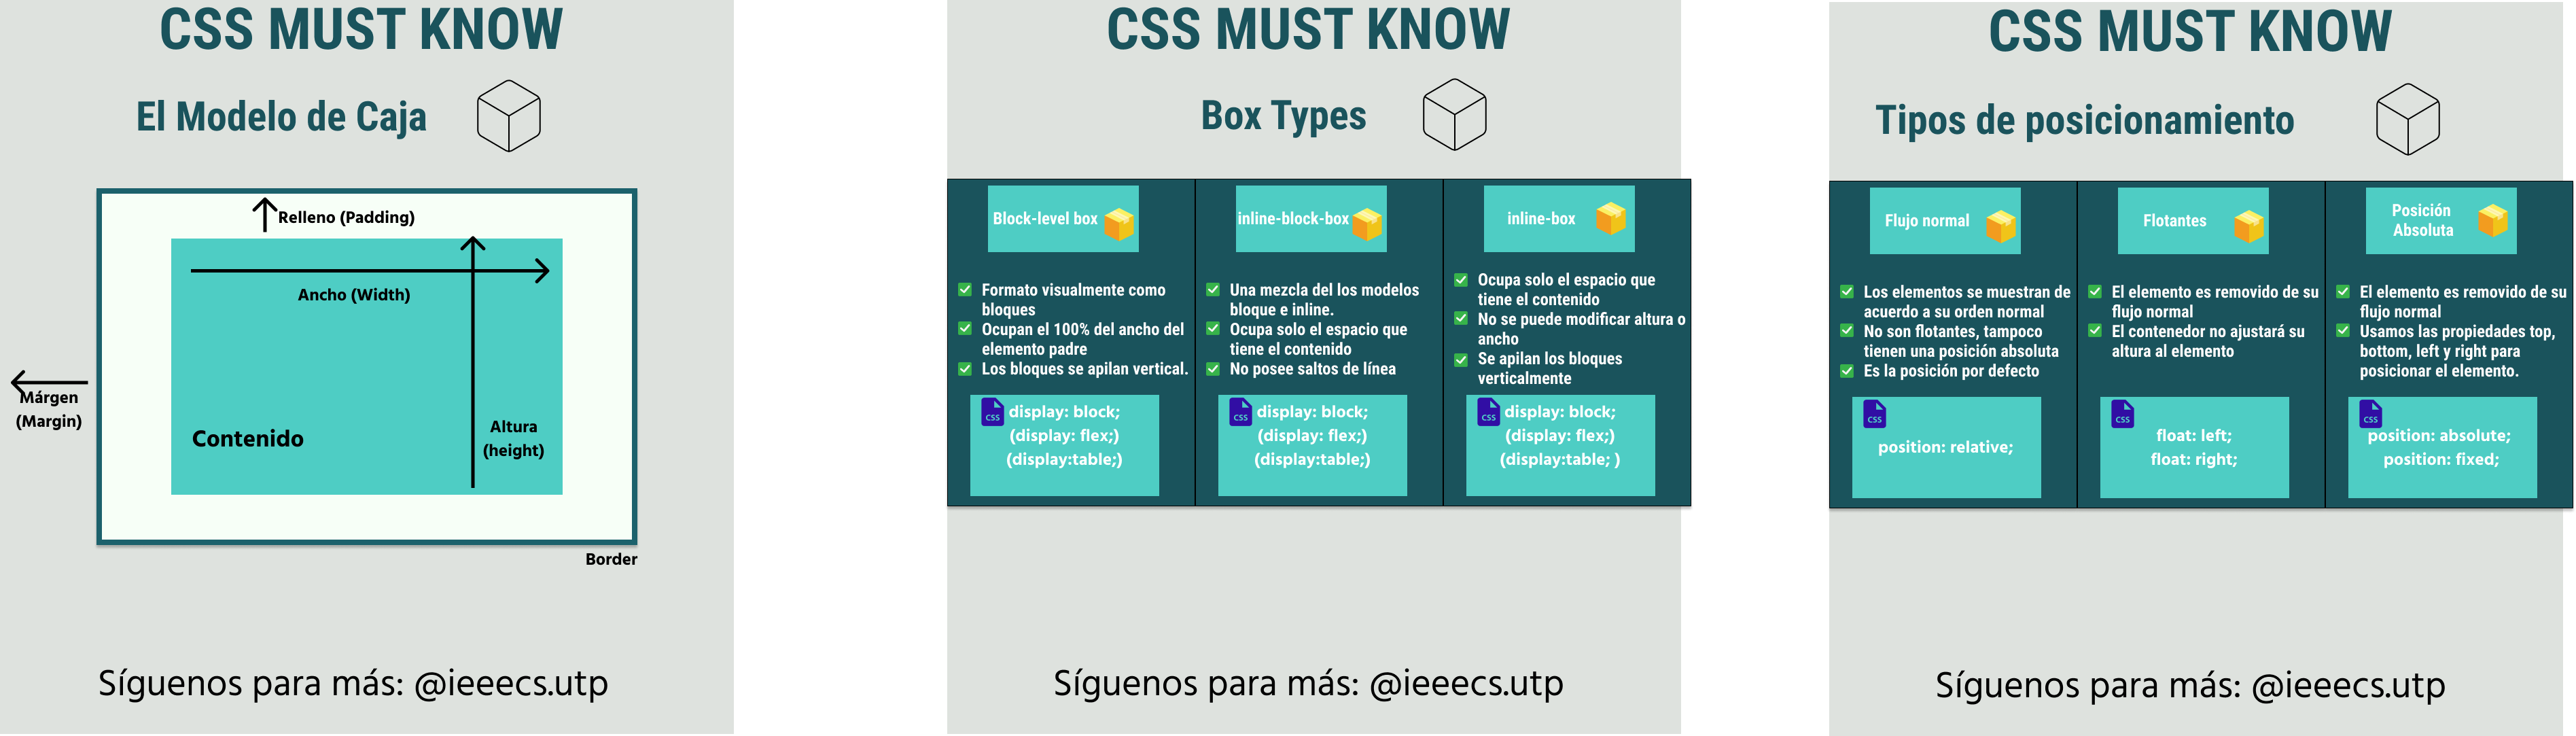 CSS MUST KNOW
El Modelo de Caja
Relleno (Padding)
Ancho (Width)
Márgen
(Margin)
Contenido
Altura
(height)
Border
Síguenos para más: @ieeecs.utp
CSS MUST KNOW
Box Types
Block-level box
Formato visualmente como
bloques
Ocupan el 100% del ancho del
elemento padre
Los bloques se apilan vertical.
CSS
display: block;
(display: flex;)
(display:table;)
inline-block-box
Una mezcla del los modelos
bloque e inline.
Ocupa solo el espacio que
tiene el contenido
No posee saltos de línea
CSS
display: block;
(display: flex;)
(display:table;)
inline-box
Ocupa solo el espacio que
tiene el contenido
No se puede modificar altura o
ancho
Se apilan los bloques
verticalmente
CSS
display: block;
(display: flex;)
(display:table; )
Síguenos para más: @ieeecs.utp
CSS MUST KNOW
Tipos de posicionamiento
Flujo normal
Los elementos se muestran de
acuerdo a su orden normal
No son flotantes, tampoco
tienen una posición absoluta
Es la posición por defecto
CSS
position: relative;
Flotantes
El elemento es removido de su
flujo normal
El contenedor no ajustará su
altura al elemento
CSS
float: left;
float: right;
Posición
Absoluta
El elemento es removido de su
flujo normal
Usamos las propiedades top,
bottom, left y right para
posicionar el elemento.
CSS
position: absolute;
position: fixed;
Síguenos para más: @ieeecs.utp